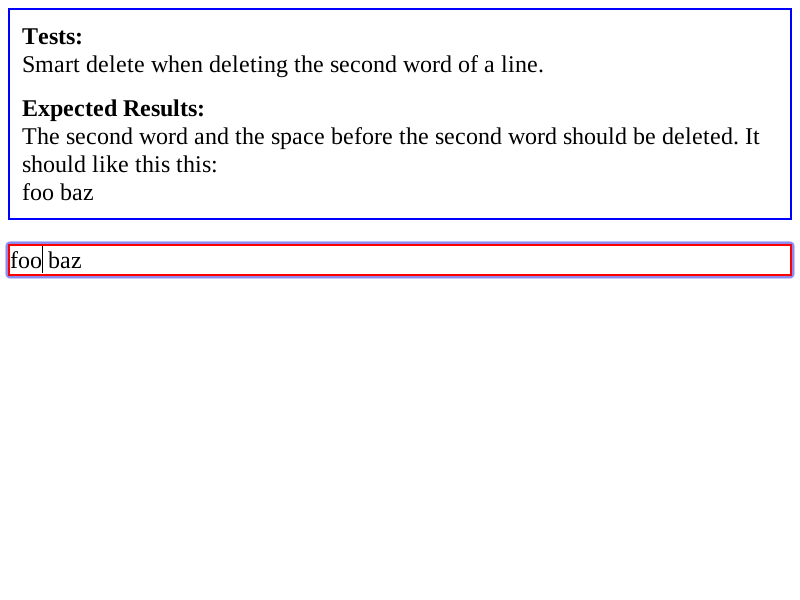 Tests:
Smart delete when deleting the second word of a line.
Expected Results:
The second word and the space before the second word should be deleted. It
should like this this:
foo baz
foo baz